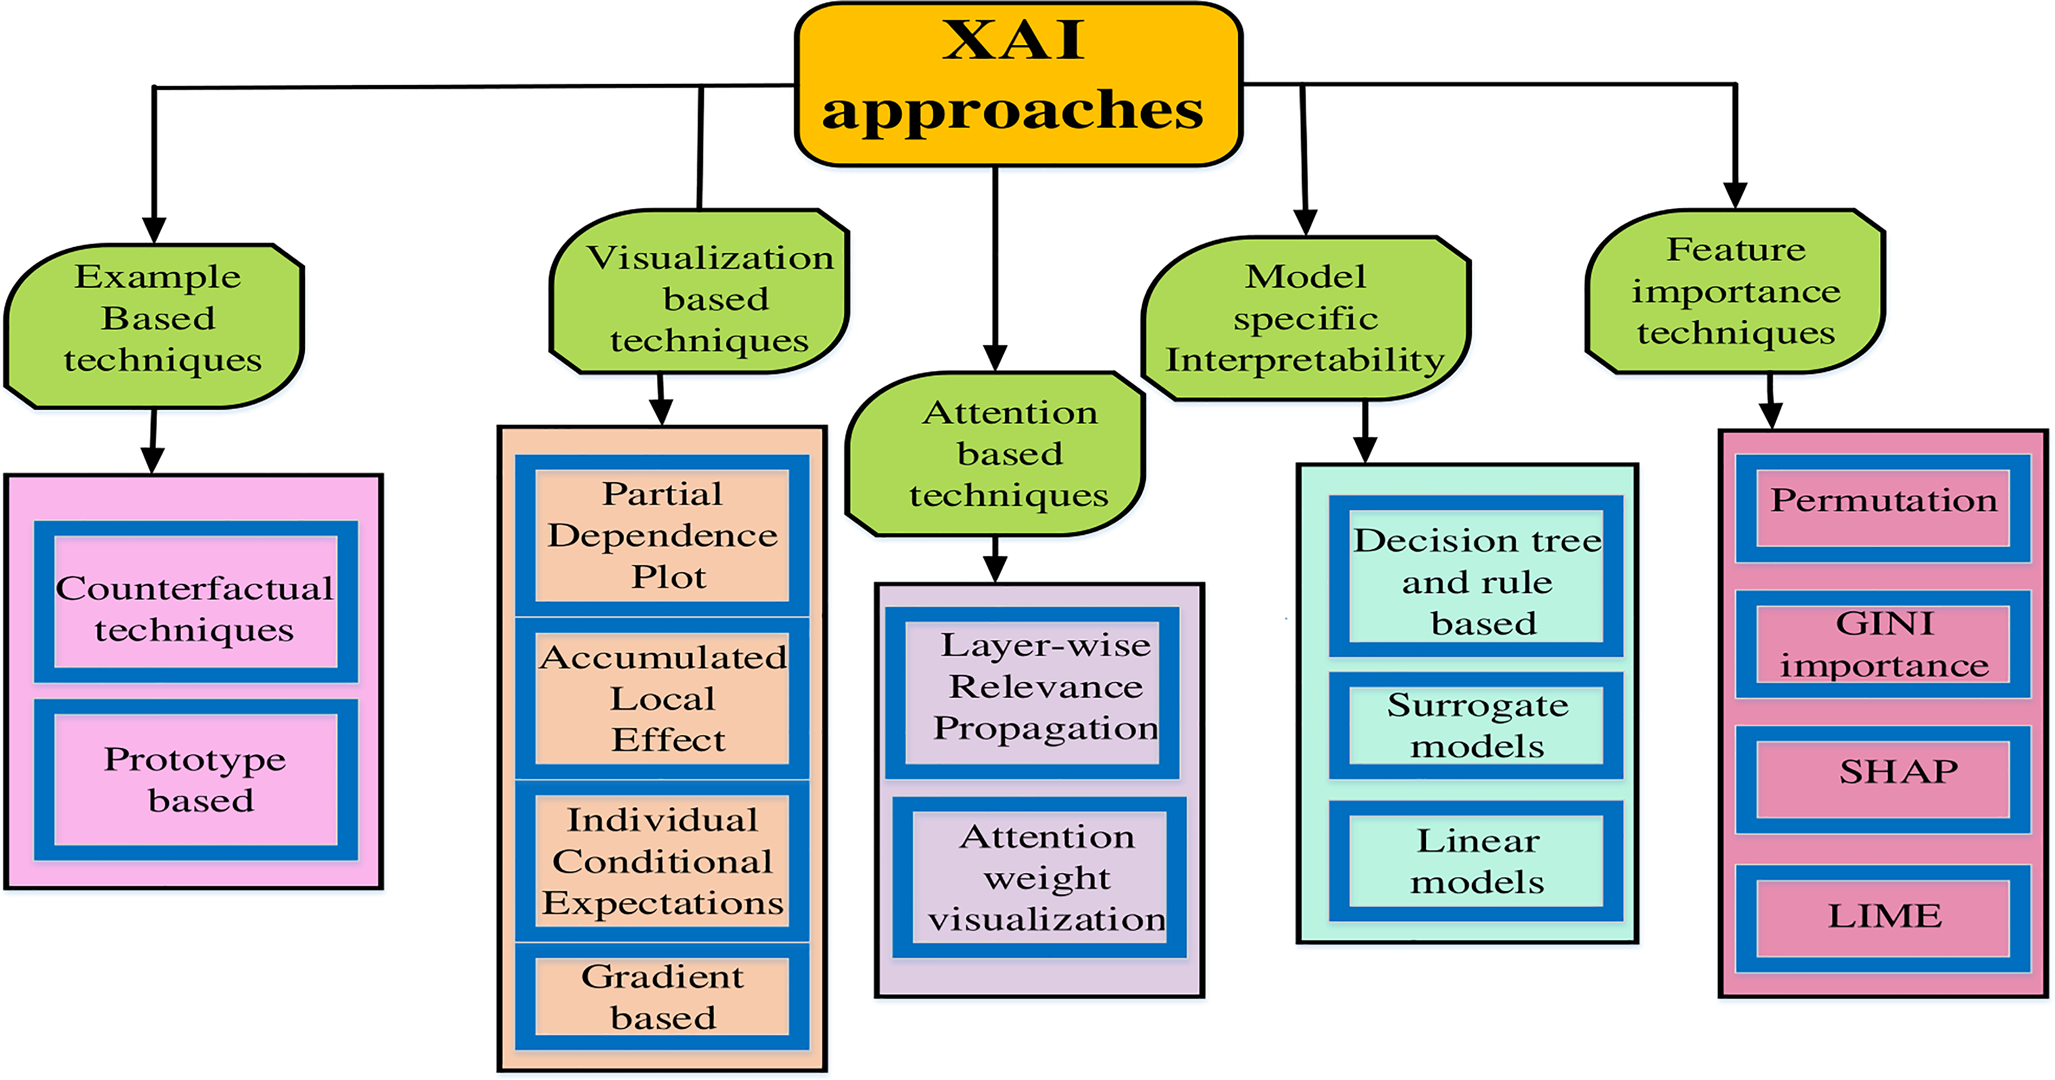 XAI
approaches
Example
Based
techniques
Counterfactual
techniques
Prototype
based
Visualization
based
techniques
Partial
Dependence
Plot
Accumulated
Local
Effect
Individual
Conditional
Expectations
Gradient
based
Attention
based
techniques
Layer-wise
Relevance
Propagation
Attention
weight
visualization
Model
specific
Interpretability
Decision tree
and rule
based
Surrogate
models
Linear
models
Feature
importance
techniques
Permutation
GINI
importance
SHAP
LIME